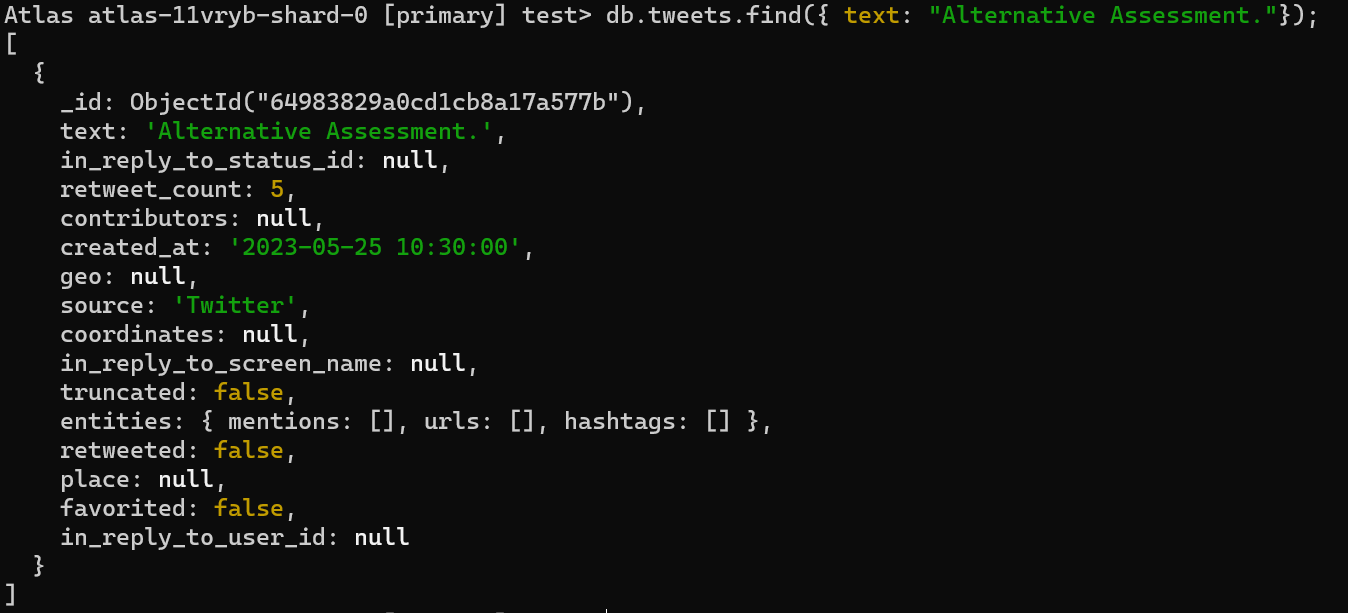 Atlas atlas-11vryb-shard-0 [primary] test> db.tweets.find({ text: "Alternative Assessment."});
[
  {
    _id: ObjectId("64983829a0cd1cb8a17a577b"),
    text: 'Alternative Assessment.',
    in_reply_to_status_id: null,
    retweet_count: 5,
    contributors: null,
    created_at: '2023-05-25 10:30:00',
    geo: null,
    source: 'Twitter',
    coordinates: null,
    in_reply_to_screen_name: null,
    truncated: false,
    entities: { mentions: [], urls: [], hashtags: [] },
    retweeted: false,
    place: null,
    favorited: false,
    in_reply_to_user_id: null
  }
]